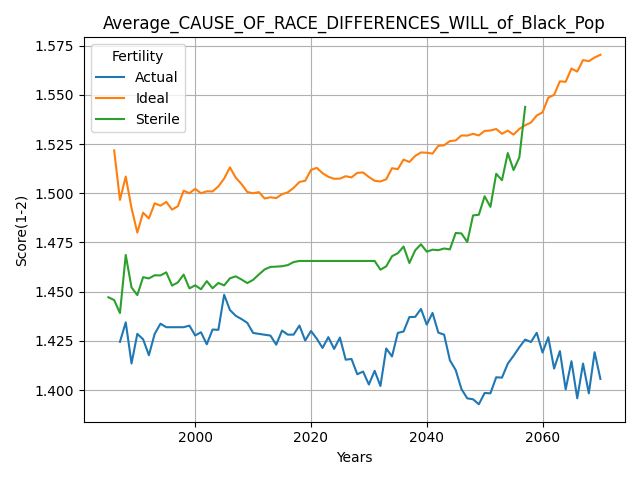 Average_CAUSE_OF_RACE_DIFFERENCES_WILL_of_Black_Pop
Fertility
Actual
Ideal
Sterile
Score(1-2)
1.575
1.550
1.525
1.500
1.475
1.450
1.425
1.400
2000
2020
2040
2060
Years